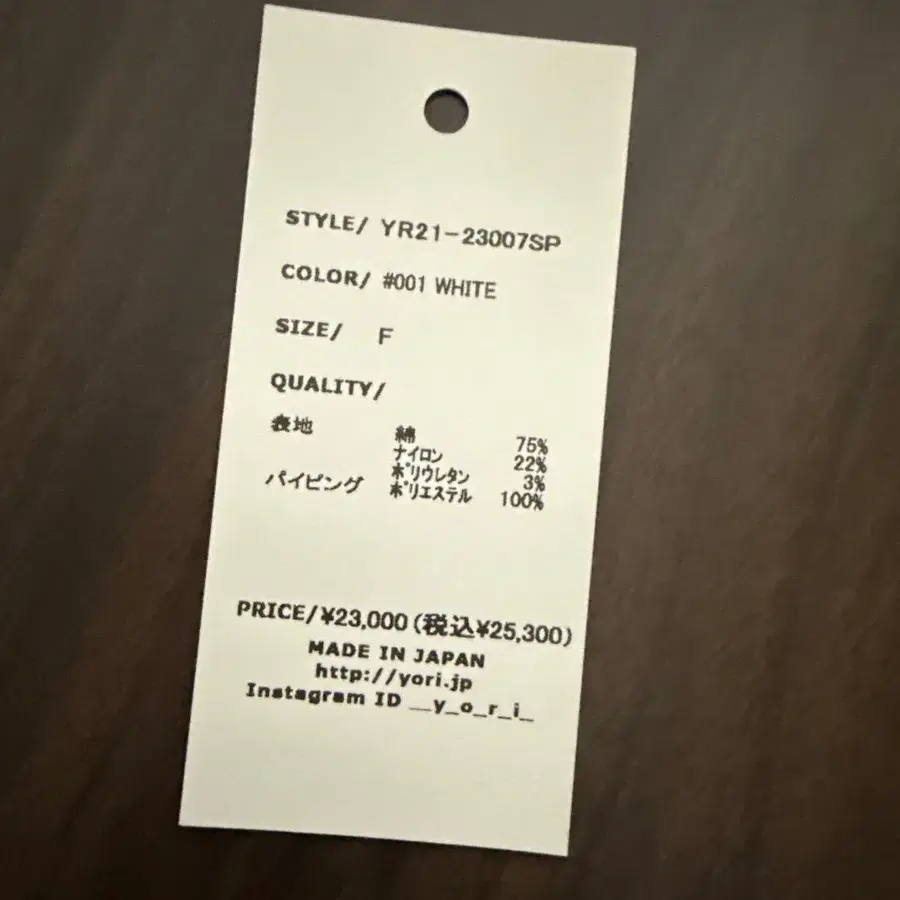 STYLE/ YR21-23007SP
COLOR/ #001 WHITE
SIZE/ F
QUALITY/
表地 綿 75%
ナイロン 22%
ポリウレタン 3%
パイピング ポリエステル 100%
PRICE/¥23,000(税込¥25,300)
MADE IN JAPAN
http://yori.jp
Instagram ID __y_o_r_i_